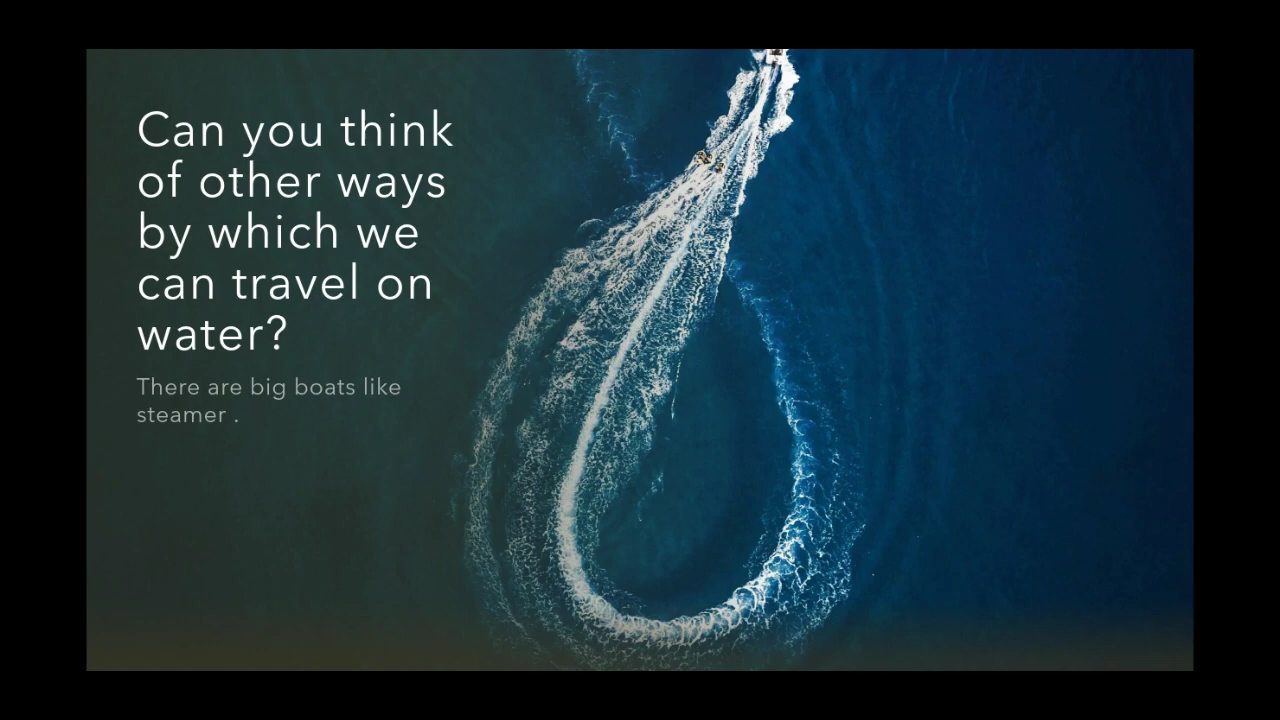 Can you think
of other ways
by which we
can travel on
water?
There are big boats like
steamer .